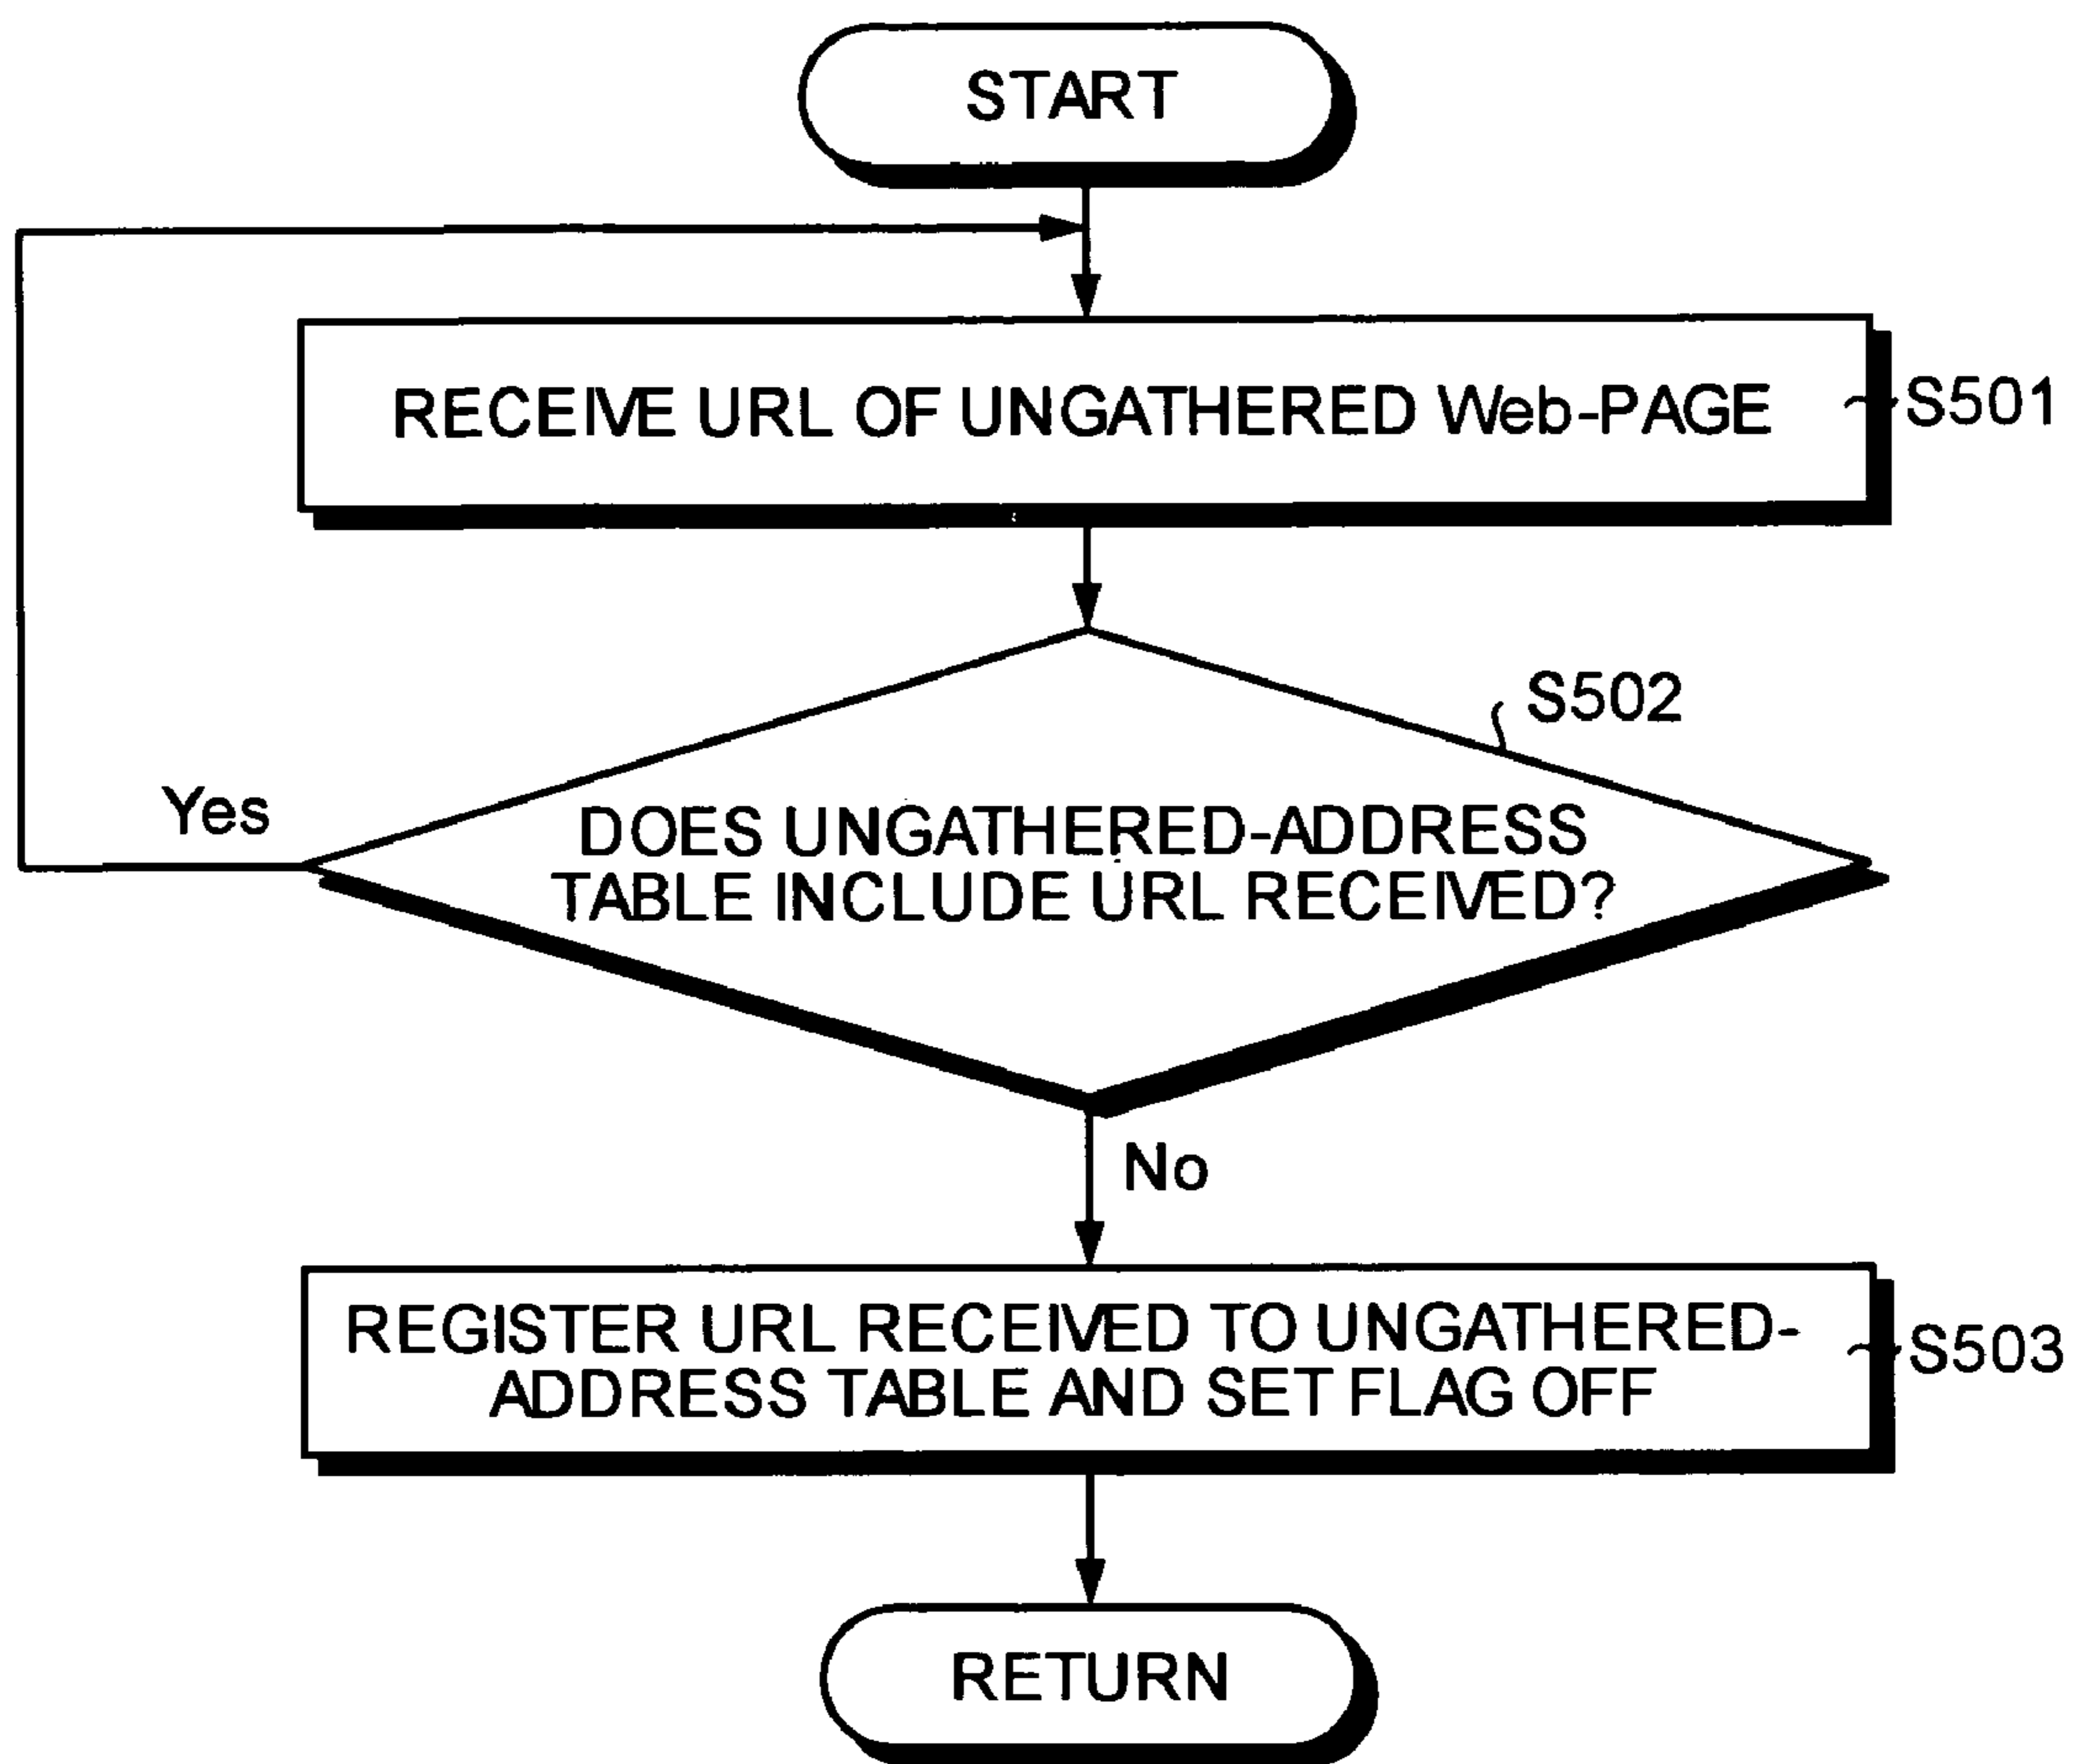 START
RECEIVE URL OF UNGATHERED Web-PAGE
S501
S502
Yes
DOES UNGATHERED-ADDRESS
TABLE INCLUDE URL RECEIVED?
No
REGISTER URL RECEIVED TO UNGATHERED-
ADDRESS TABLE AND SET FLAG OFF
S503
RETURN